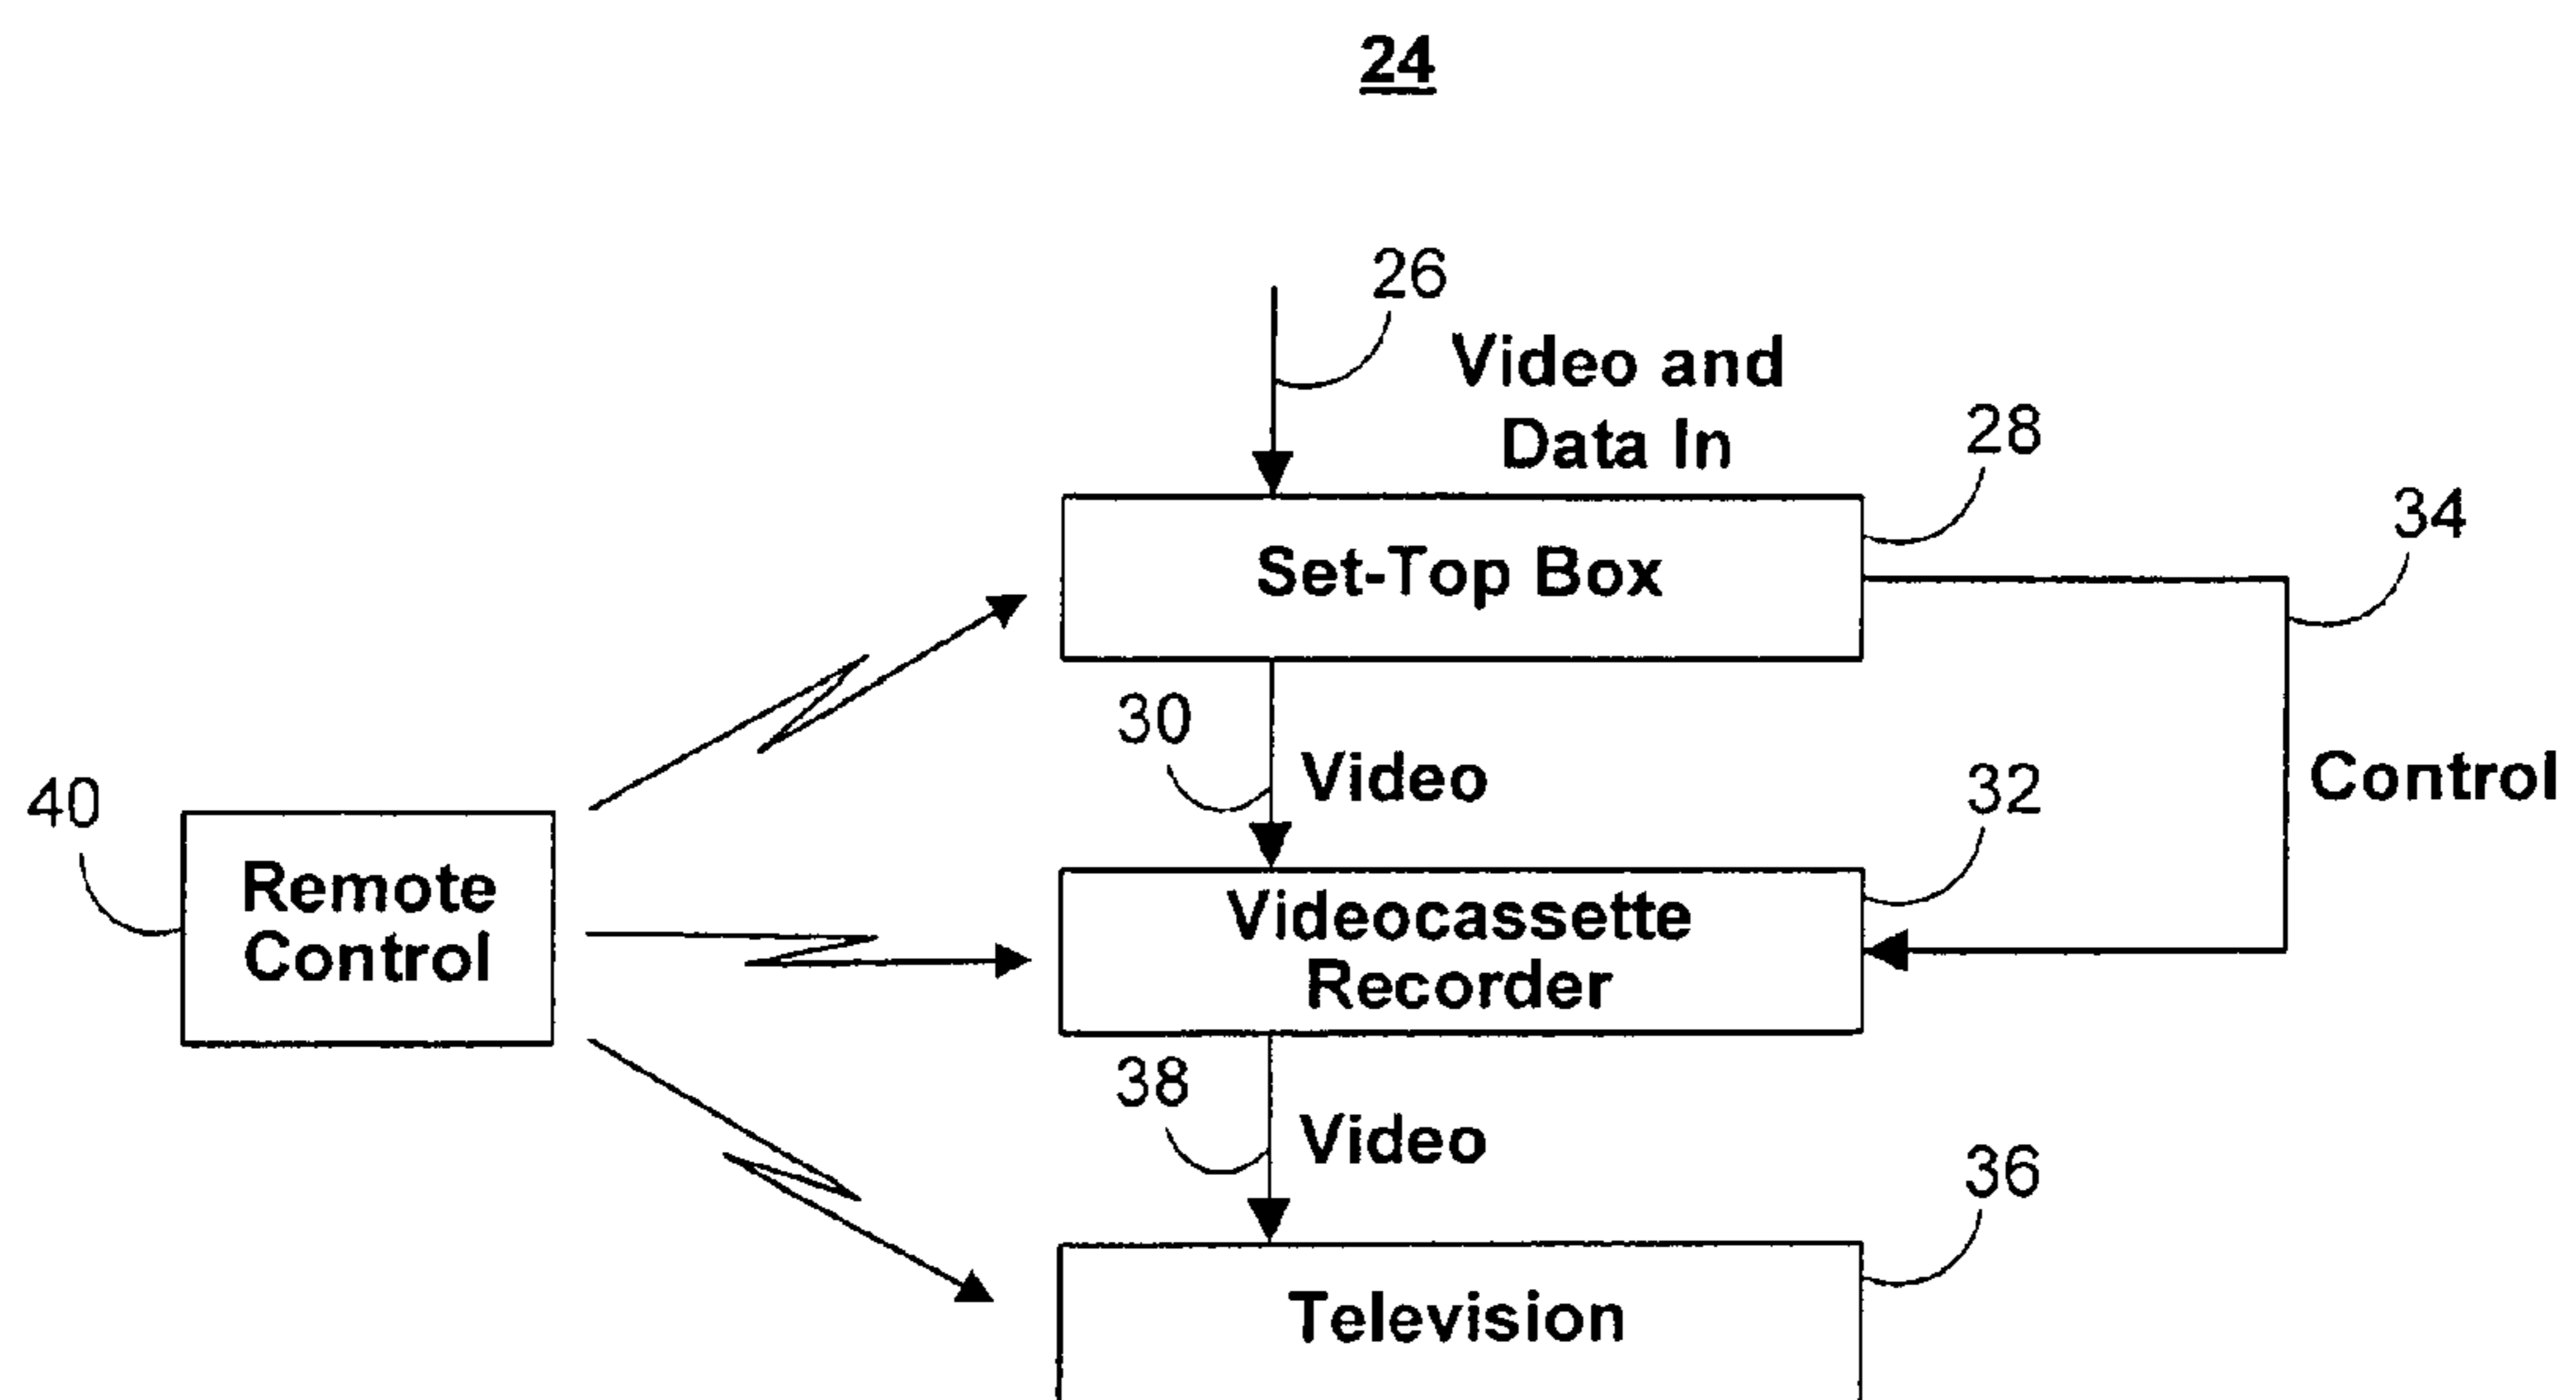 24
26
Video and
Data In
28
Set-Top Box
34
30
Video
Control
40
Remote
Control
32
Videocassette
Recorder
38
Video
36
Television